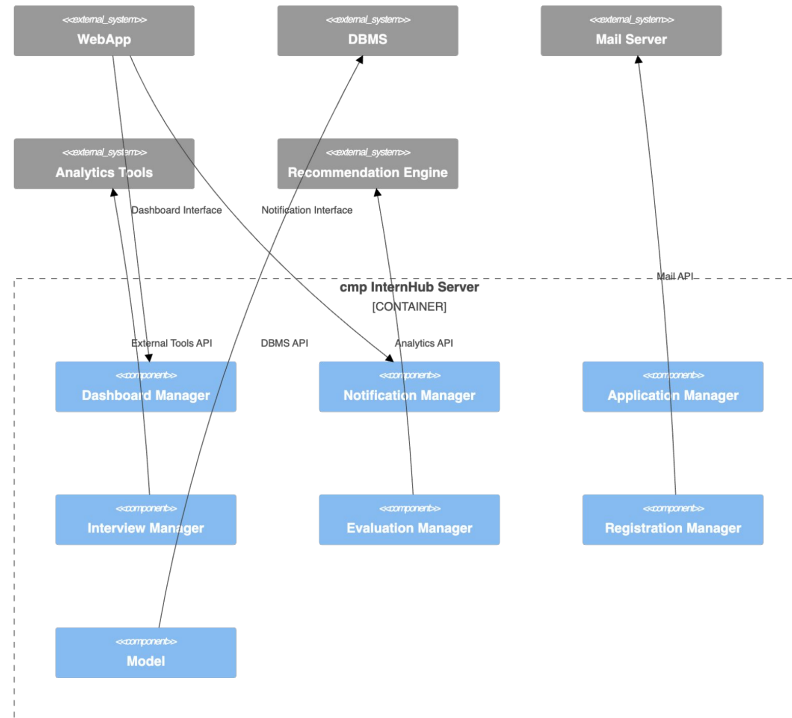 <<external_system>>
WebApp
<<external_system>>
DBMS
<<external_system>>
Mail Server
<<external_system>>
Analytics Tools
<<external_system>>
Recommendation Engine
Dashboard Interface
Notification Interface
Mail API
cmp InternHub Server
[CONTAINER]
External Tools API
DBMS API
Analytics API
<<component>>
Dashboard Manager
<<component>>
Notification Manager
<<component>>
Application Manager
<<component>>
Interview Manager
<<component>>
Evaluation Manager
<<component>>
Registration Manager
<<component>>
Model